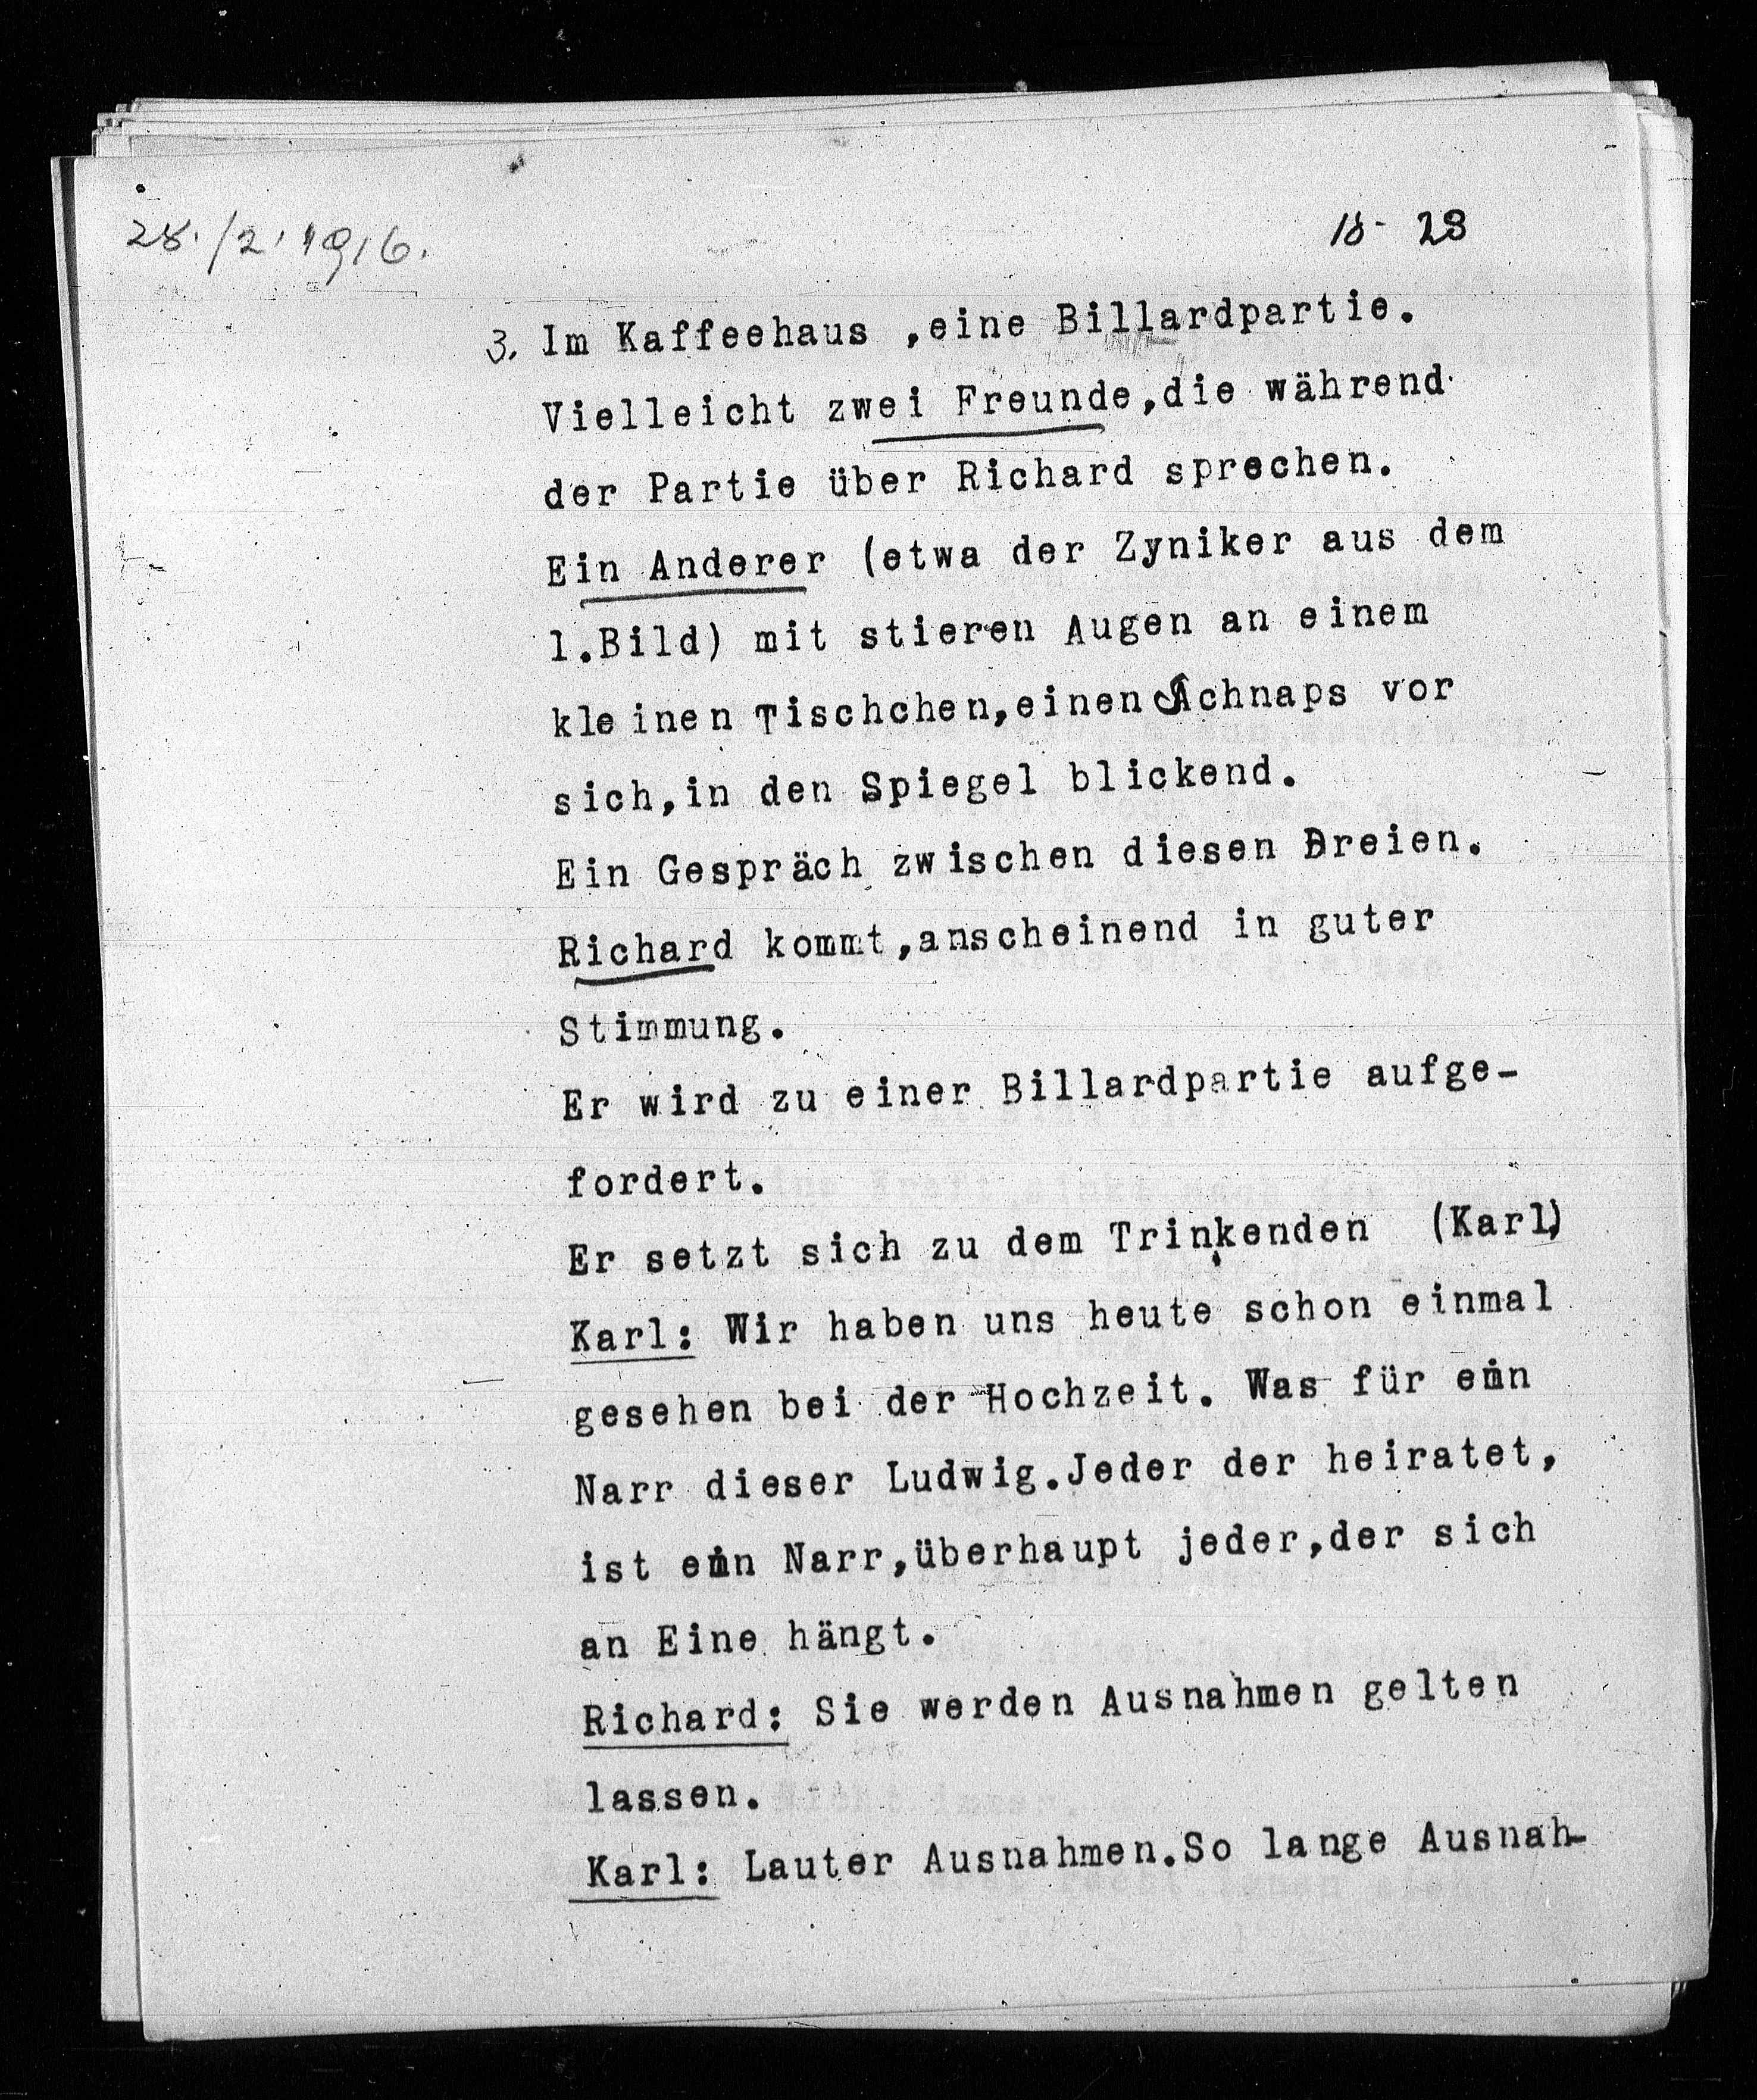 28./2.1916.
18- 23
3. Im Kaffeehaus ,eine Billardpartie.
Vielleicht zwei Freunde,die während
der Partie über Richard sprechen.
Ein Anderer (etwa der Zyniker aus dem
1.Bild) mit stieren Augen an einem
kleinen Tischchen,einen Schnaps vor
sich,in den Spiegel blickend.
Ein Gespräch zwischen diesen Dreien.
Richard kommt,anscheinend in guter
Stimmung.
Er wird zu einer Billardpartie aufge-
fordert.
Er setzt sich zu dem Trinkenden (Karl)
Karl: Wir haben uns heute schon einmal
gesehen bei der Hochzeit. Was für ein
Narr dieser Ludwig.Jeder der heiratet,
ist ein Narr,überhaupt jeder,der sich
an Eine hängt.
Richard: Sie werden Ausnahmen gelten
lassen.
Karl: Lauter Ausnahmen.So lange Ausnah-